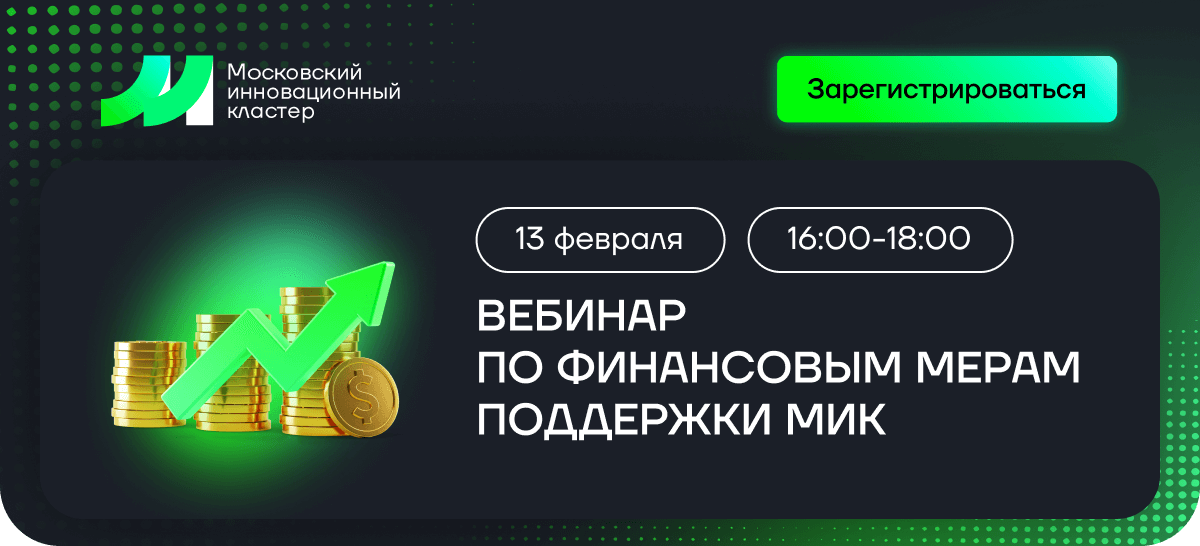 Московский
инновационный
кластер
Зарегистрироваться
13 февраля
16:00-18:00
ВЕБИНАР
ПО ФИНАНСОВЫМ МЕРАМ
ПОДДЕРЖКИ МИК
$